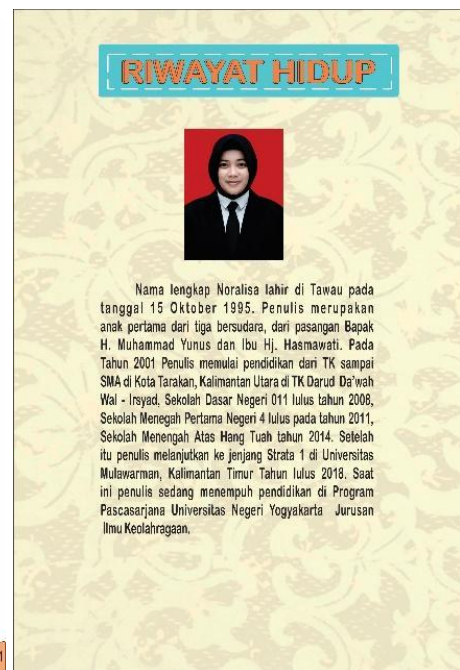 RIWAYAT HIDUP
Nama lengkap Noralisa lahir di Tawau pada
tanggal 15 Oktober 1995. Penulis merupakan
anak pertama dari tiga bersudara, dari pasangan Bapak
H. Muhammad Yunus dan Ibu Hj. Hasmawati. Pada
Tahun 2001 Penulis memulai pendidikan dari TK sampai
SMA di Kota Tarakan, Kalimantan Utara di TK Darud Da'wah
Wal - Irsyad, Sekolah Dasar Negeri 011 lulus tahun 2008,
Sekolah Menegah Pertama Negeri 4 lulus pada tahun 2011,
Sekolah Menengah Atas Hang Tuah tahun 2014. Setelah
itu penulis melanjutkan ke jenjang Strata 1 di Universitas
Mulawarman, Kalimantan Timur Tahun lulus 2018. Saat
ini penulis sedang menempuh pendidikan di Program
Pascasarjana Universitas Negeri Yogyakarta Jurusan
Ilmu Keolahragaan.